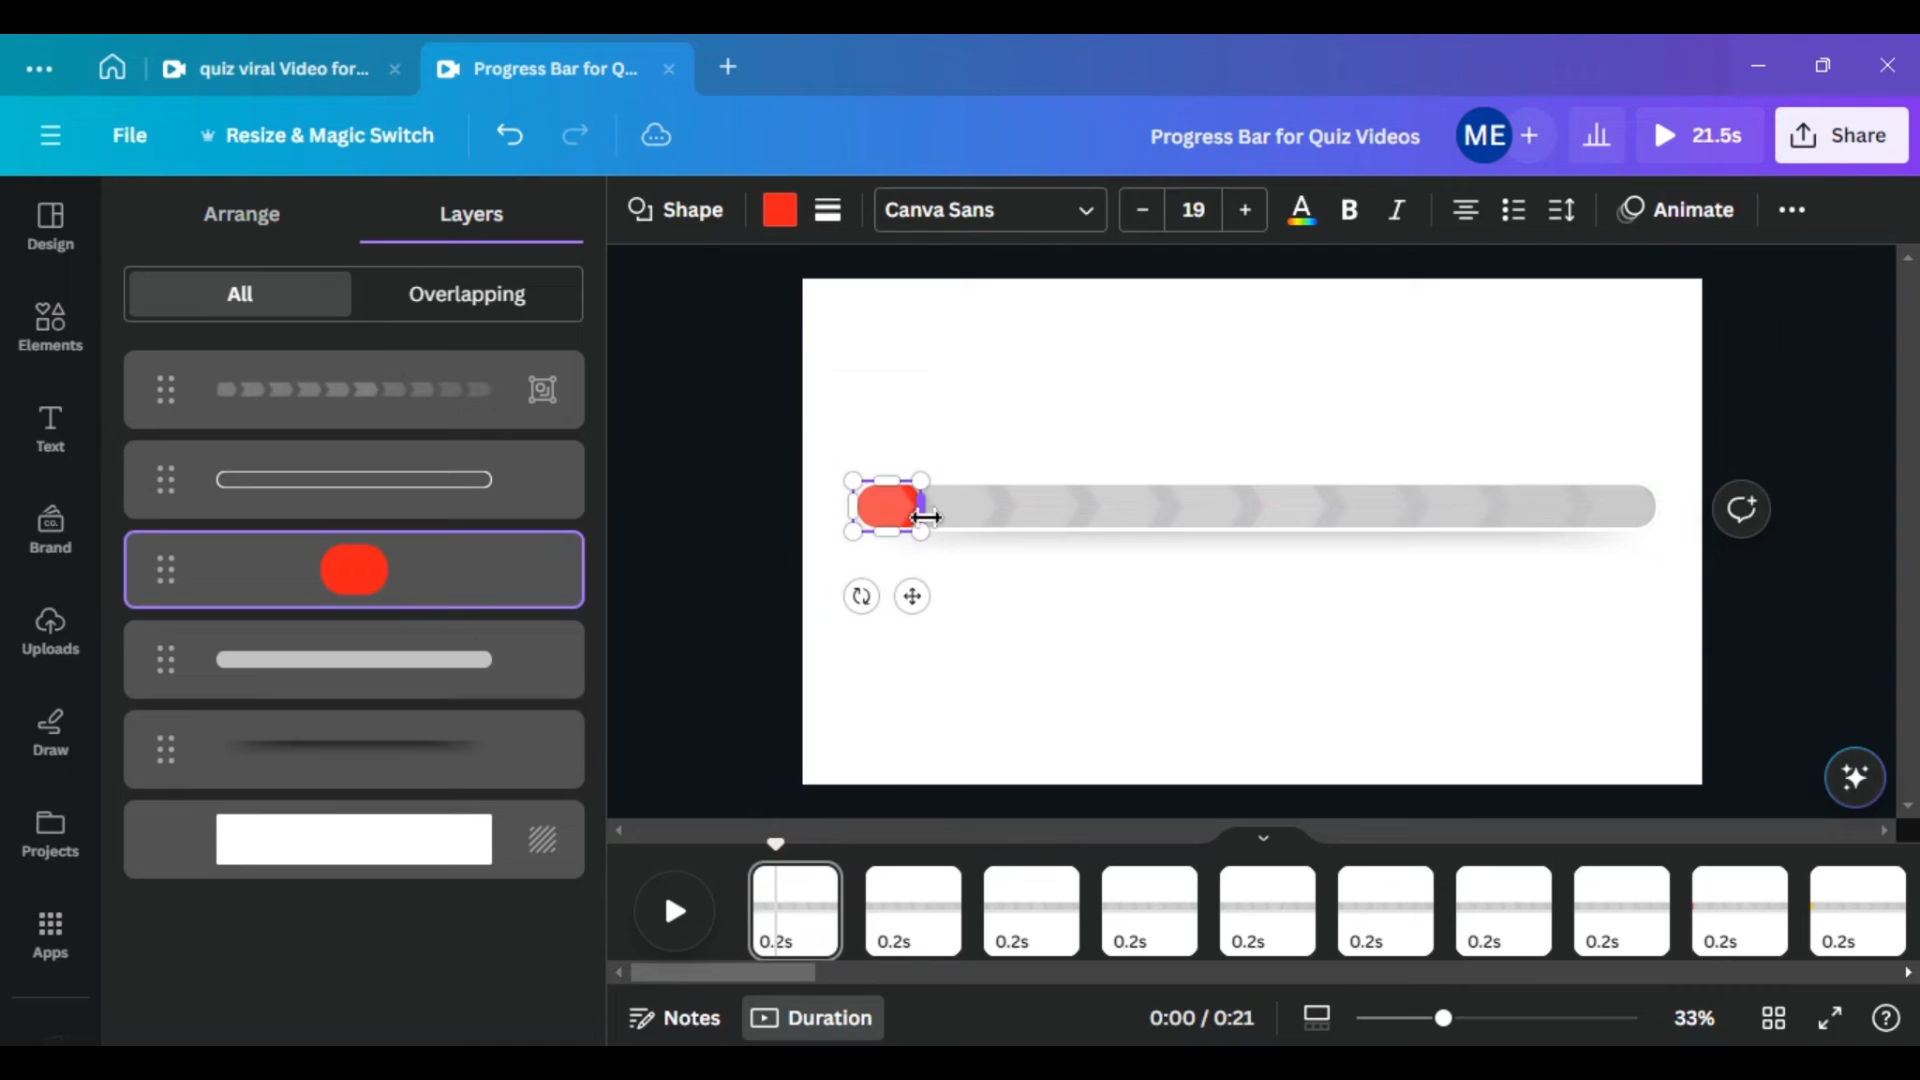 quiz viral Video for...
Progress Bar for Q...
File
Resize & Magic Switch
Progress Bar for Quiz Videos
ME
21.5s
Share
Design
Elements
Text
Brand
CO.
Uploads
Draw
Projects
Apps
Arrange
Layers
All
Overlapping
Shape
Canva Sans
19
A
B
I
Animate
0.2s
0.2s
0.2s
0.2s
0.2s
0.2s
0.2s
0.2s
0.2s
0.2s
Notes
Duration
0:00 / 0:21
33%